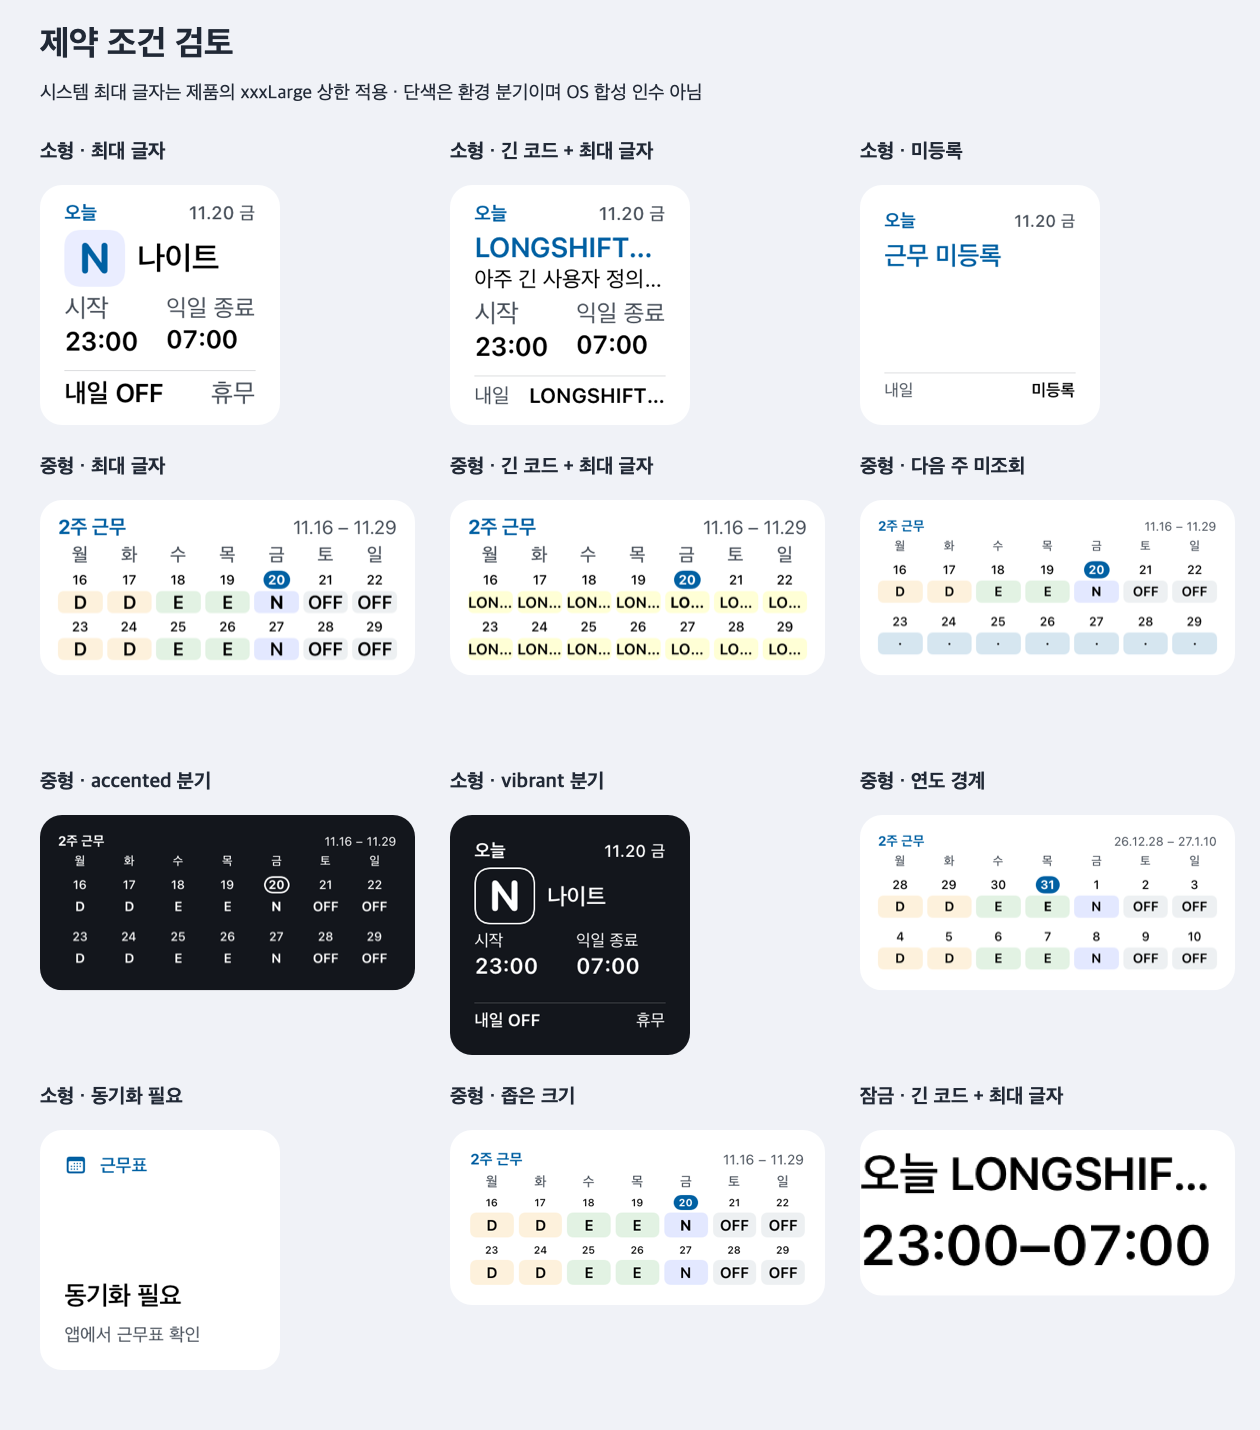 제약 조건 검토
시스템 최대 글자는 제품의 xxxLarge 상한 적용 · 단색은 환경 분기이며 OS 합성 인수 아님
소형 · 최대 글자
오늘 11.20 금
N 나이트
시작 익일 종료
23:00 07:00
내일 OFF 휴무
소형 · 긴 코드 + 최대 글자
오늘 11.20 금
LONGSHIFT...
아주 긴 사용자 정의...
시작 익일 종료
23:00 07:00
내일 LONGSHIFT...
소형 · 미등록
오늘 11.20 금
근무 미등록
내일 미등록
중형 · 최대 글자
2주 근무 11.16 – 11.29
월 화 수 목 금 토 일
16 17 18 19 20 21 22
D D E E N OFF OFF
23 24 25 26 27 28 29
D D E E N OFF OFF
중형 · 긴 코드 + 최대 글자
2주 근무 11.16 – 11.29
월 화 수 목 금 토 일
16 17 18 19 20 21 22
LON... LON... LON... LON... LO... LO... LO...
23 24 25 26 27 28 29
LON... LON... LON... LON... LO... LO... LO...
중형 · 다음 주 미조회
2주 근무 11.16 – 11.29
월 화 수 목 금 토 일
16 17 18 19 20 21 22
D D E E N OFF OFF
23 24 25 26 27 28 29
· · · · · · ·
중형 · accented 분기
2주 근무 11.16 – 11.29
월 화 수 목 금 토 일
16 17 18 19 20 21 22
D D E E N OFF OFF
23 24 25 26 27 28 29
D D E E N OFF OFF
소형 · vibrant 분기
오늘 11.20 금
N 나이트
시작 익일 종료
23:00 07:00
내일 OFF 휴무
중형 · 연도 경계
2주 근무 26.12.28 – 27.1.10
월 화 수 목 금 토 일
28 29 30 31 1 2 3
D D E E N OFF OFF
4 5 6 7 8 9 10
D D E E N OFF OFF
소형 · 동기화 필요
근무표
동기화 필요
앱에서 근무표 확인
중형 · 좁은 크기
2주 근무 11.16 – 11.29
월 화 수 목 금 토 일
16 17 18 19 20 21 22
D D E E N OFF OFF
23 24 25 26 27 28 29
D D E E N OFF OFF
잠금 · 긴 코드 + 최대 글자
오늘 LONGSHIF...
23:00–07:00